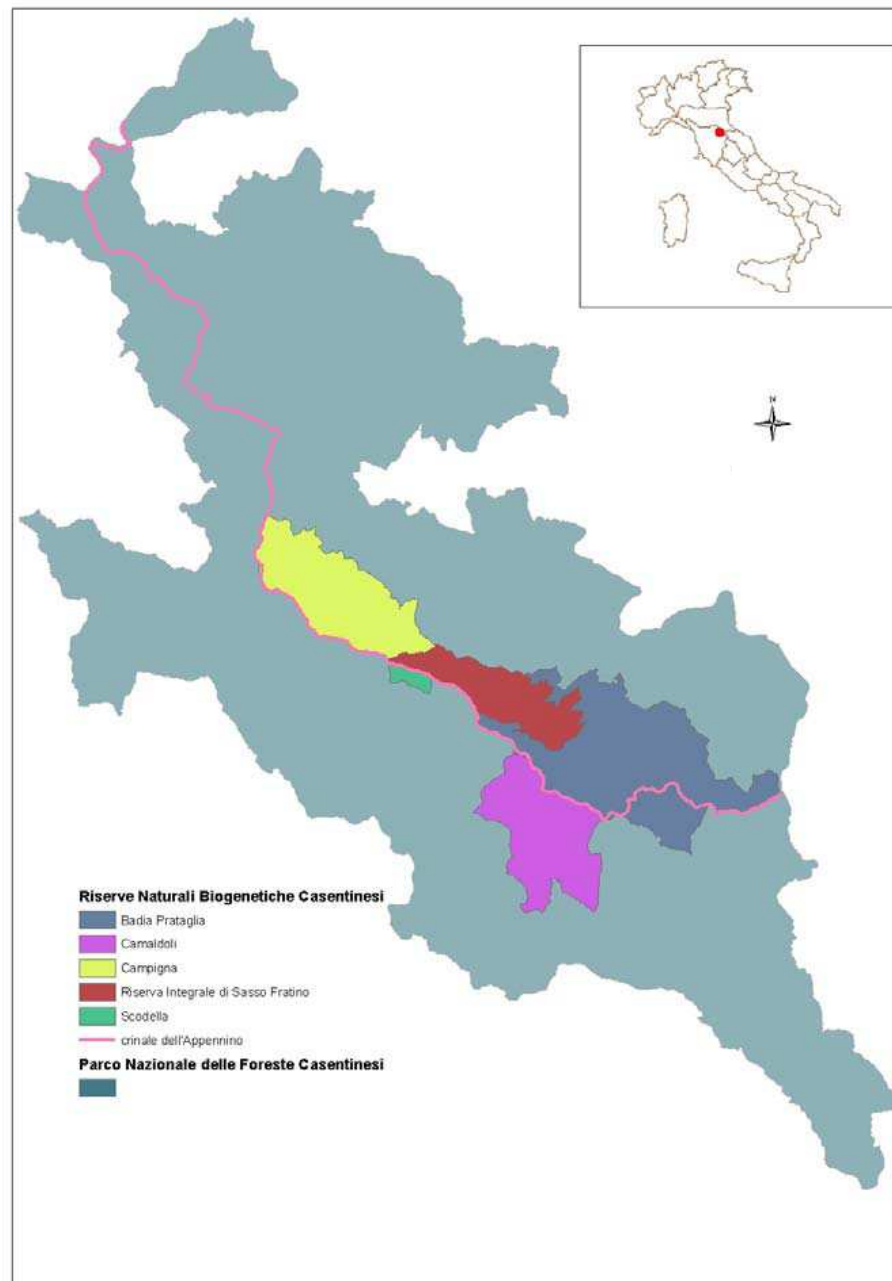 N
Riserve Naturali Biogenetiche Casentinesi
Badia Prataglia
Camaldoli
Campigna
Riserva Integrale di Sasso Fratino
Scodella
crinale dell'Appennino
Parco Nazionale delle Foreste Casentinesi